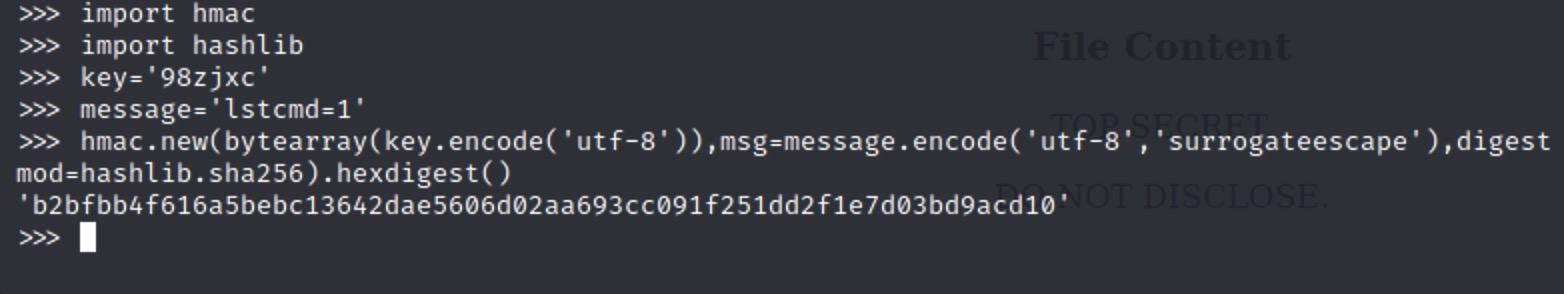 >>> import hmac
>>> import hashlib
File Content
>>> key='98zjxc'
>>> message='lstcmd=1'
TOP SECRET.
>>> hmac.new(bytearray(key.encode('utf-8')),msg=message.encode('utf-8','surrogateescape'),digest
mod=hashlib.sha256).hexdigest()
'b2bfbb4f616a5bebc13642dae5606d02aa693cc091f251dd2f1e7d03bd9acd10'
DO NOT DISCLOSE.
>>>